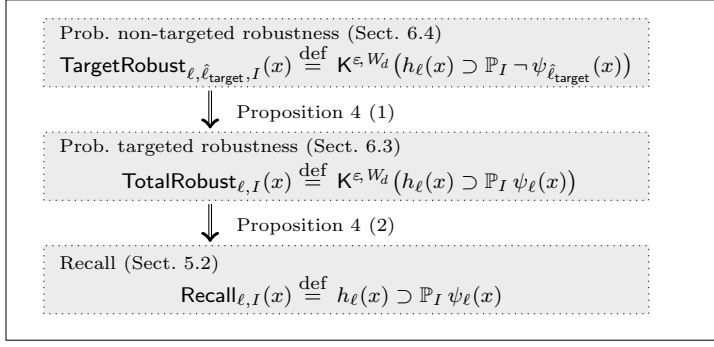 Prob. non-targeted robustness (Sect. 6.4)
TargetRobust_{ℓ, ℓ̂_target, I}(x) ≝ K^{ε, W_d}(h_ℓ(x) ⊃ ℙ_I ¬ ψ_{ℓ̂_target}(x))
Proposition 4 (1)
Prob. targeted robustness (Sect. 6.3)
TotalRobust_{ℓ, I}(x) ≝ K^{ε, W_d}(h_ℓ(x) ⊃ ℙ_I ψ_ℓ(x))
Proposition 4 (2)
Recall (Sect. 5.2)
Recall_{ℓ, I}(x) ≝ h_ℓ(x) ⊃ ℙ_I ψ_ℓ(x)